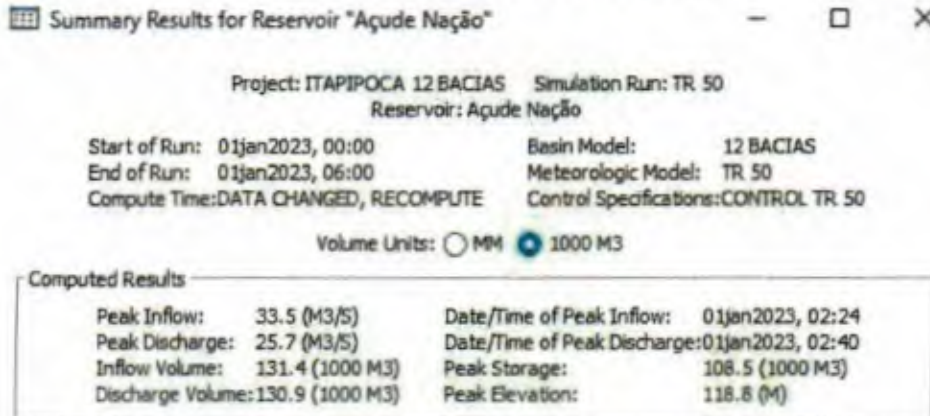 Summary Results for Reservoir "Açude Nação"
Project: ITAPIPOCA 12 BACIAS Simulation Run: TR 50
Reservoir: Açude Nação
Start of Run: 01jan2023, 00:00 Basin Model: 12 BACIAS
End of Run: 01jan2023, 06:00 Meteorologic Model: TR 50
Compute Time:DATA CHANGED, RECOMPUTE Control Specifications:CONTROL TR 50
Volume Units: MM 1000 M3
Computed Results
Peak Inflow: 33.5 (M3/S) Date/Time of Peak Inflow: 01jan2023, 02:24
Peak Discharge: 25.7 (M3/S) Date/Time of Peak Discharge:01jan2023, 02:40
Inflow Volume: 131.4 (1000 M3) Peak Storage: 108.5 (1000 M3)
Discharge Volume:130.9 (1000 M3) Peak Elevation: 118.8 (M)